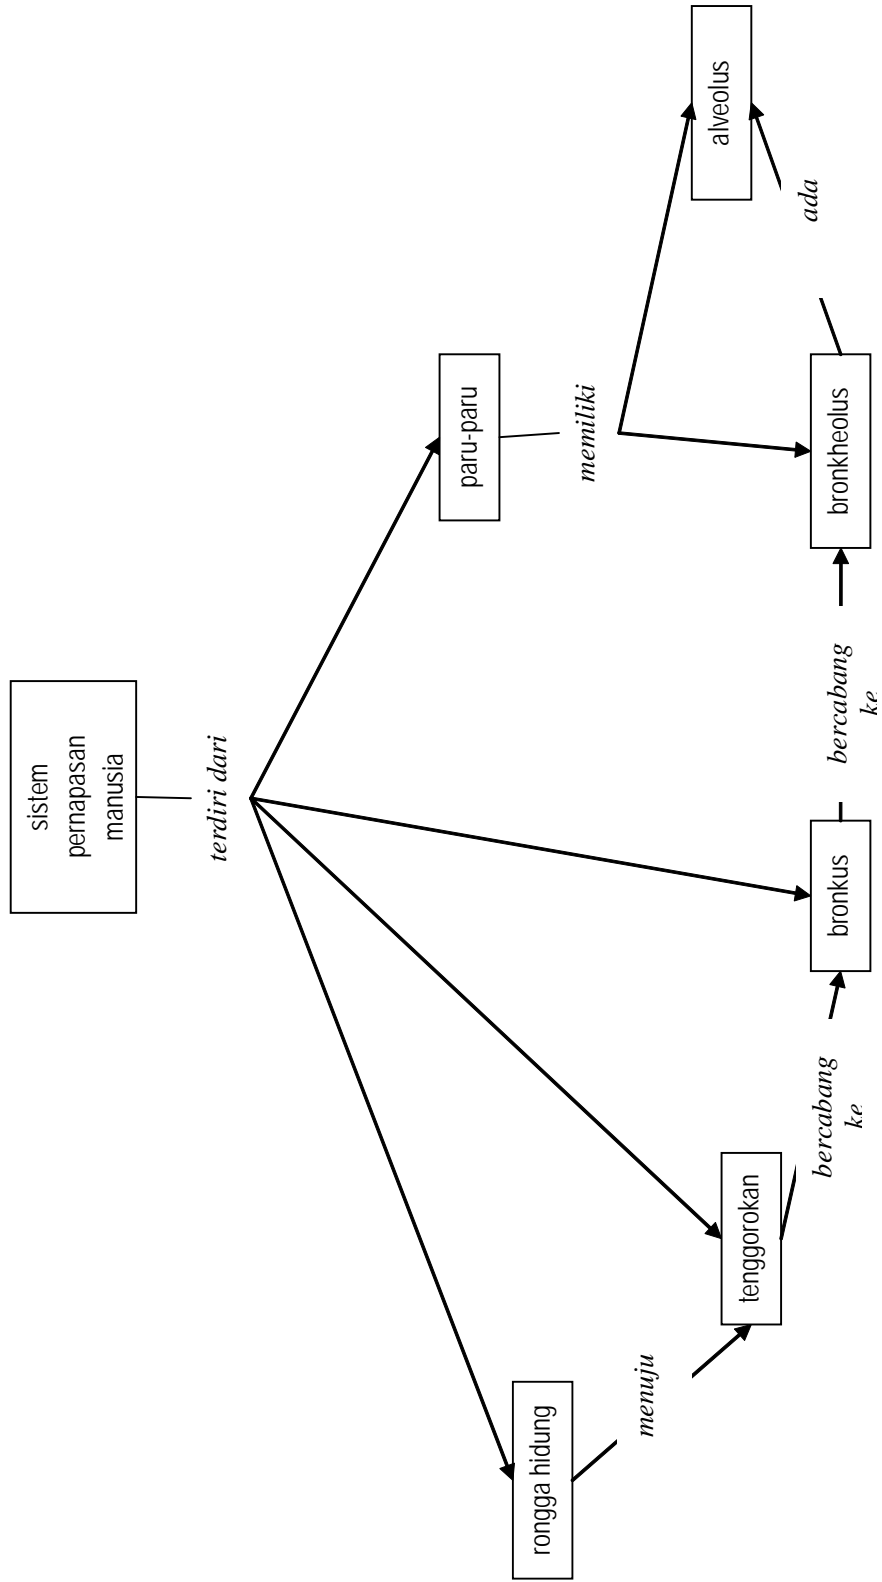 sistem
pernapasan
manusia
terdiri dari
rongga hidung
menuju
tenggorokan
bercabang
ke
bronkus
bercabang
ke
paru-paru
memiliki
bronkheolus
ada
alveolus